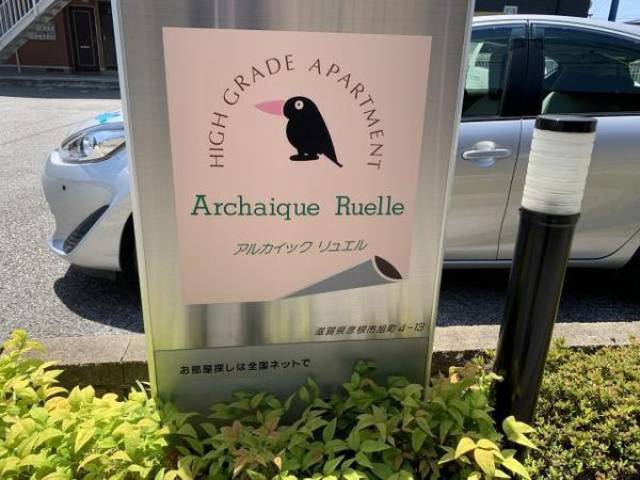 HIGH GRADE APARTMENT
Archaique Ruelle
アルカイック リュエル
滋賀県彦根市旭町4-13
お部屋探しは全国ネットで